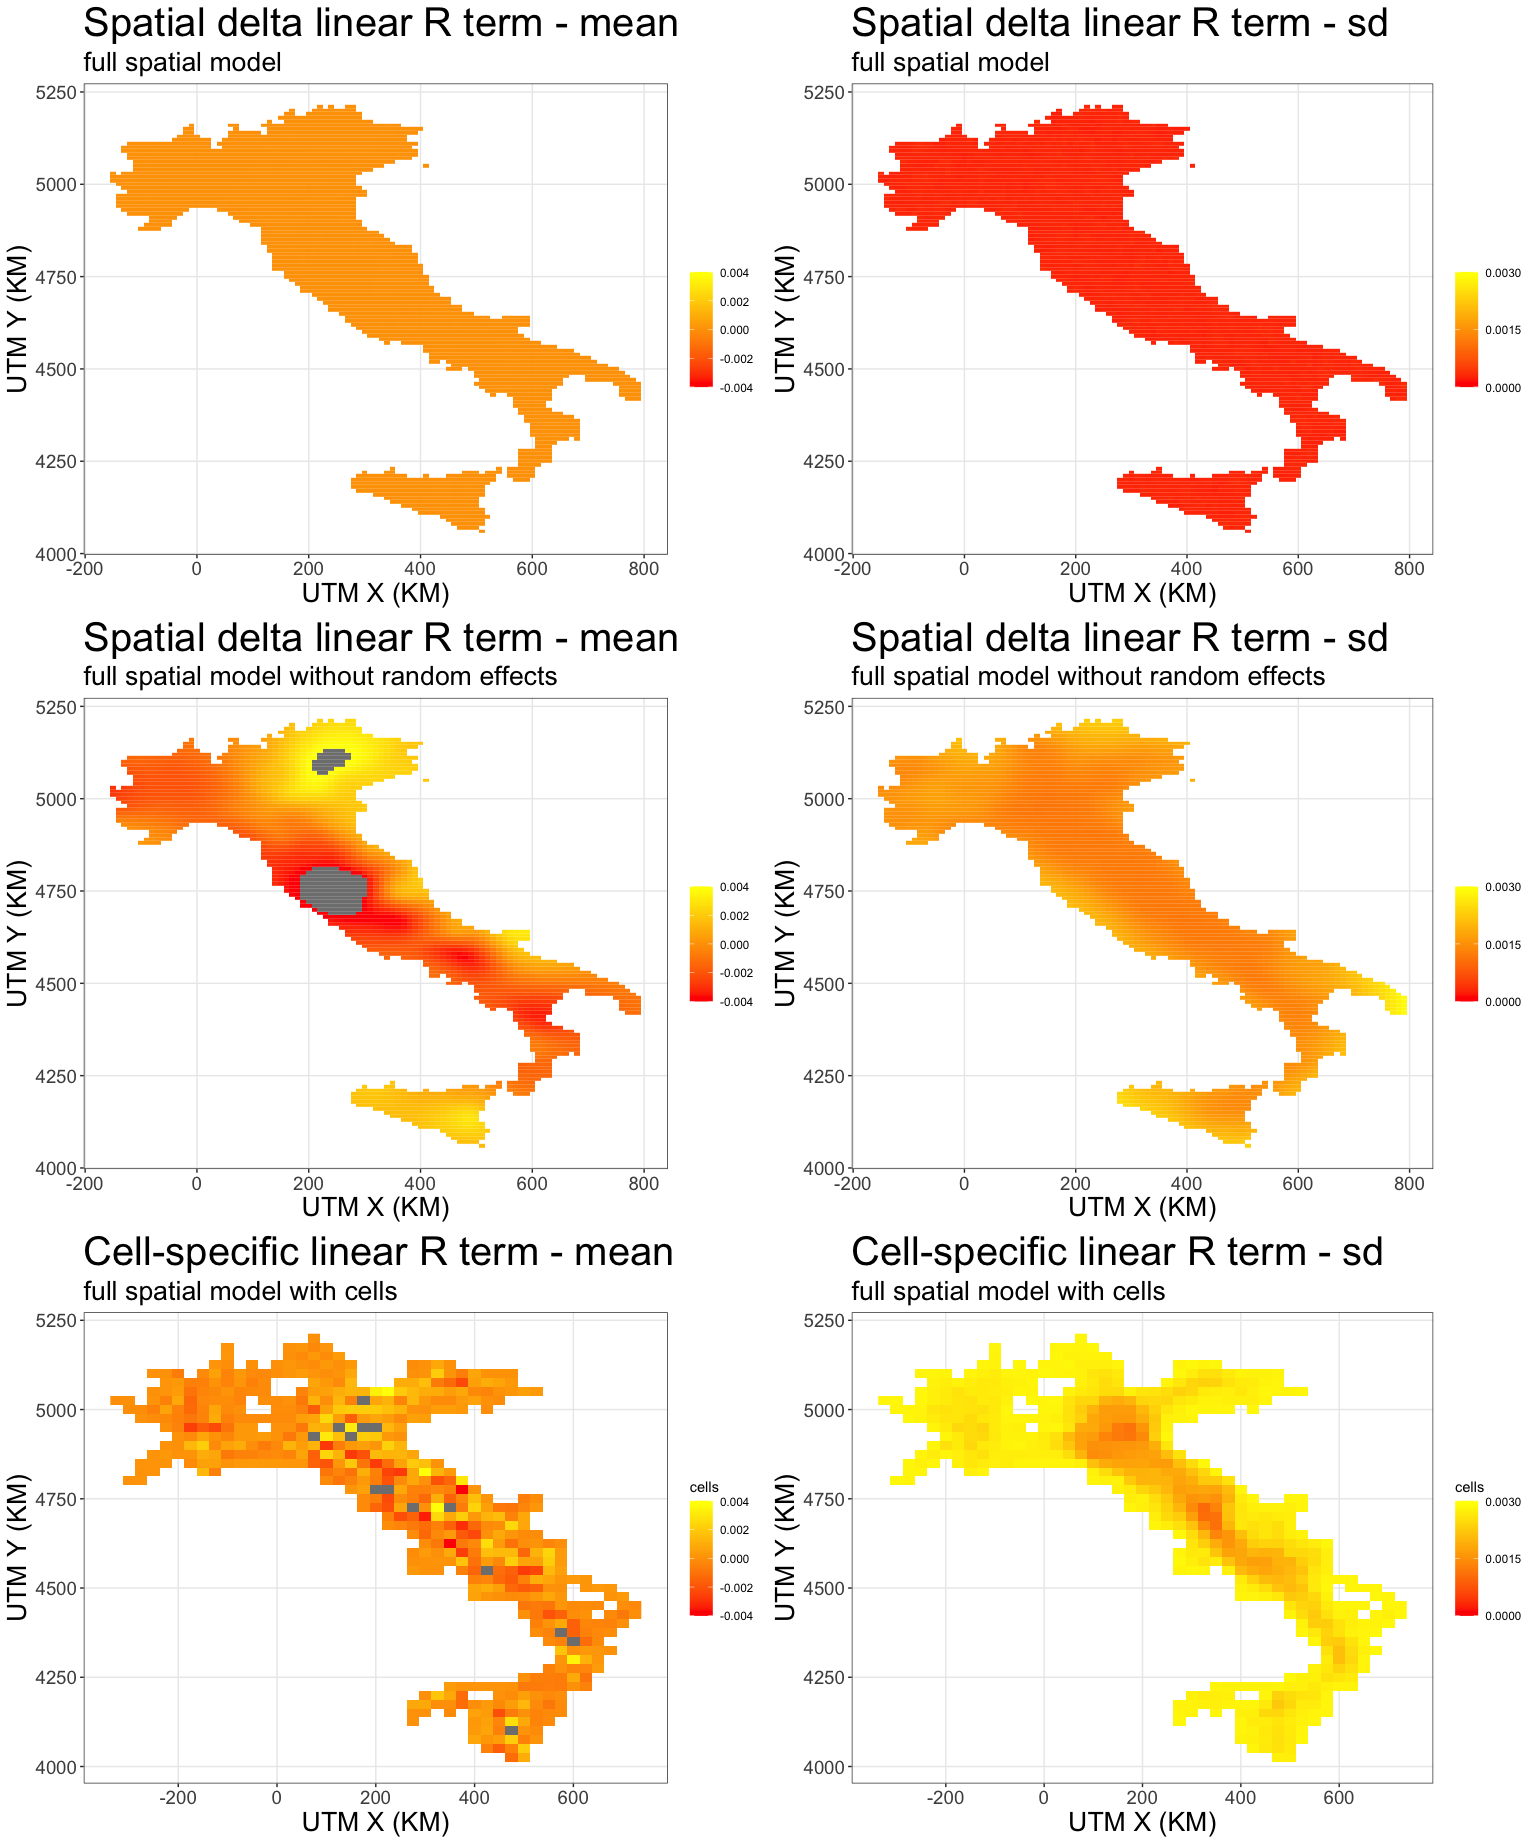 Spatial delta linear R term - mean
full spatial model
5250
5000
4750
4500
4250
4000
-200 0 200 400 600 800
UTM X (KM)
UTM Y (KM)
0.004
0.002
0.000
-0.002
-0.004
Spatial delta linear R term - sd
full spatial model
5250
5000
4750
4500
4250
4000
-200 0 200 400 600 800
UTM X (KM)
UTM Y (KM)
0.0030
0.0015
0.0000
Spatial delta linear R term - mean
full spatial model without random effects
5250
5000
4750
4500
4250
4000
-200 0 200 400 600 800
UTM X (KM)
UTM Y (KM)
0.004
0.002
0.000
-0.002
-0.004
Spatial delta linear R term - sd
full spatial model without random effects
5250
5000
4750
4500
4250
4000
-200 0 200 400 600 800
UTM X (KM)
UTM Y (KM)
0.0030
0.0015
0.0000
Cell-specific linear R term - mean
full spatial model with cells
5250
5000
4750
4500
4250
4000
-200 0 200 400 600
UTM X (KM)
UTM Y (KM)
cells
0.004
0.002
0.000
-0.002
-0.004
Cell-specific linear R term - sd
full spatial model with cells
5250
5000
4750
4500
4250
4000
-200 0 200 400 600
UTM X (KM)
UTM Y (KM)
cells
0.0030
0.0015
0.0000